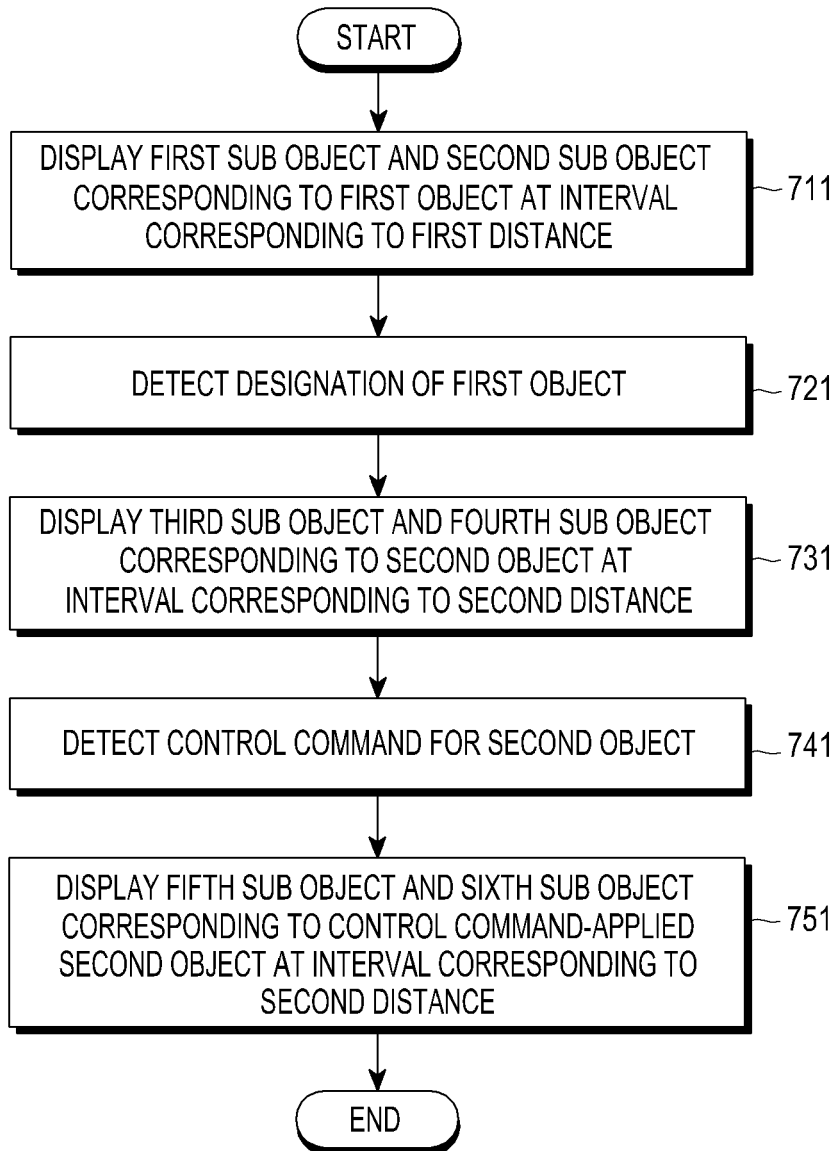 START
DISPLAY FIRST SUB OBJECT AND SECOND SUB OBJECT
CORRESPONDING TO FIRST OBJECT AT INTERVAL
CORRESPONDING TO FIRST DISTANCE
711
DETECT DESIGNATION OF FIRST OBJECT
721
DISPLAY THIRD SUB OBJECT AND FOURTH SUB OBJECT
CORRESPONDING TO SECOND OBJECT AT
INTERVAL CORRESPONDING TO SECOND DISTANCE
731
DETECT CONTROL COMMAND FOR SECOND OBJECT
741
DISPLAY FIFTH SUB OBJECT AND SIXTH SUB OBJECT
CORRESPONDING TO CONTROL COMMAND-APPLIED
SECOND OBJECT AT INTERVAL CORRESPONDING TO
SECOND DISTANCE
751
END